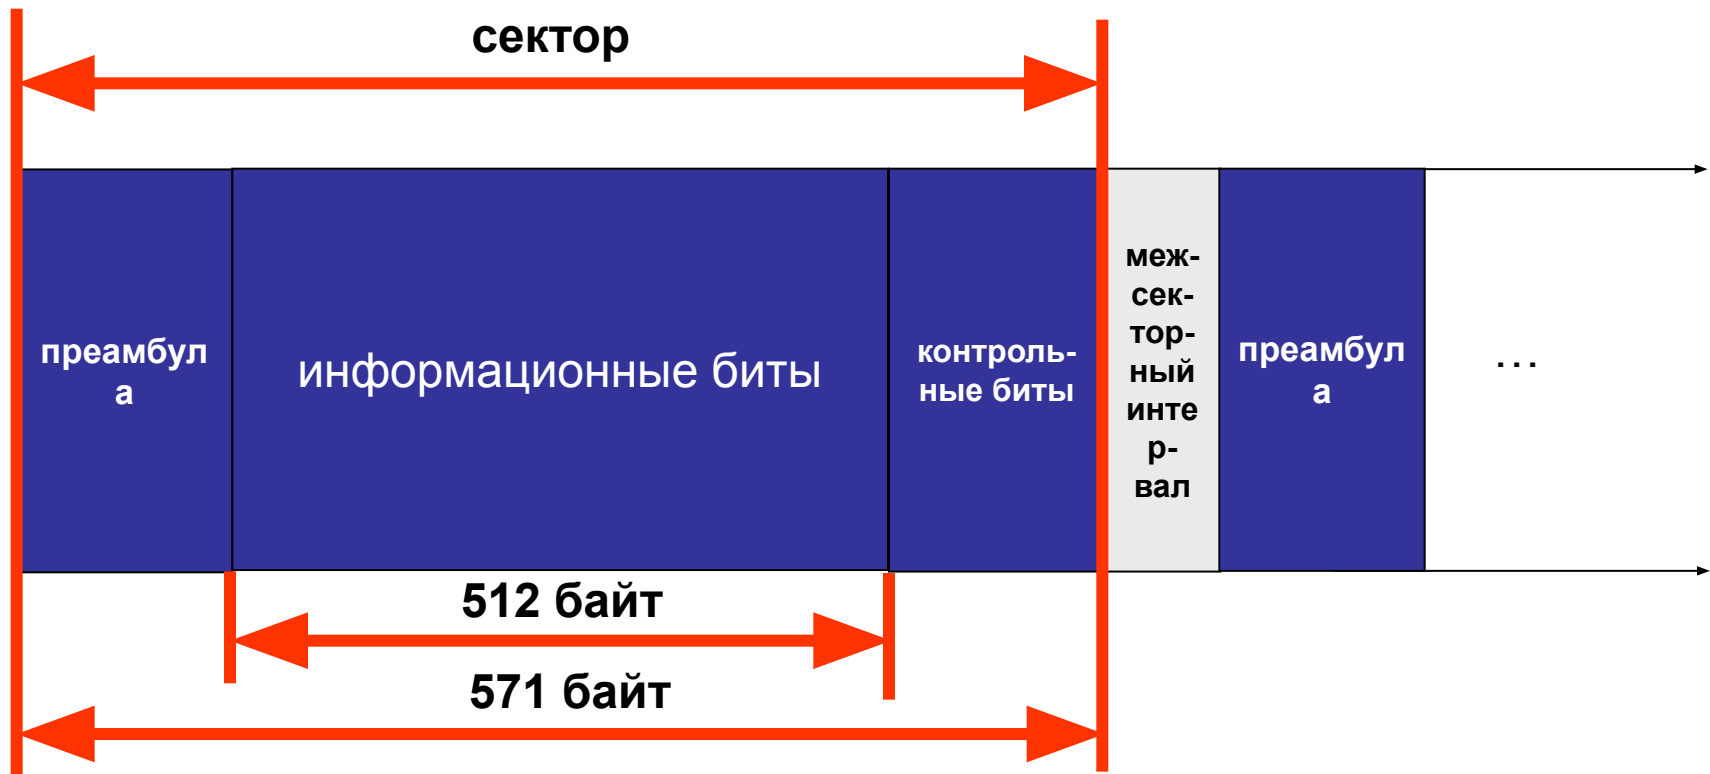 сектор
преамбул
а
информационные биты
контроль-
ные биты
меж-
сек-
тор-
ный
инте
р-
вал
преамбул
а
...
512 байт
571 байт